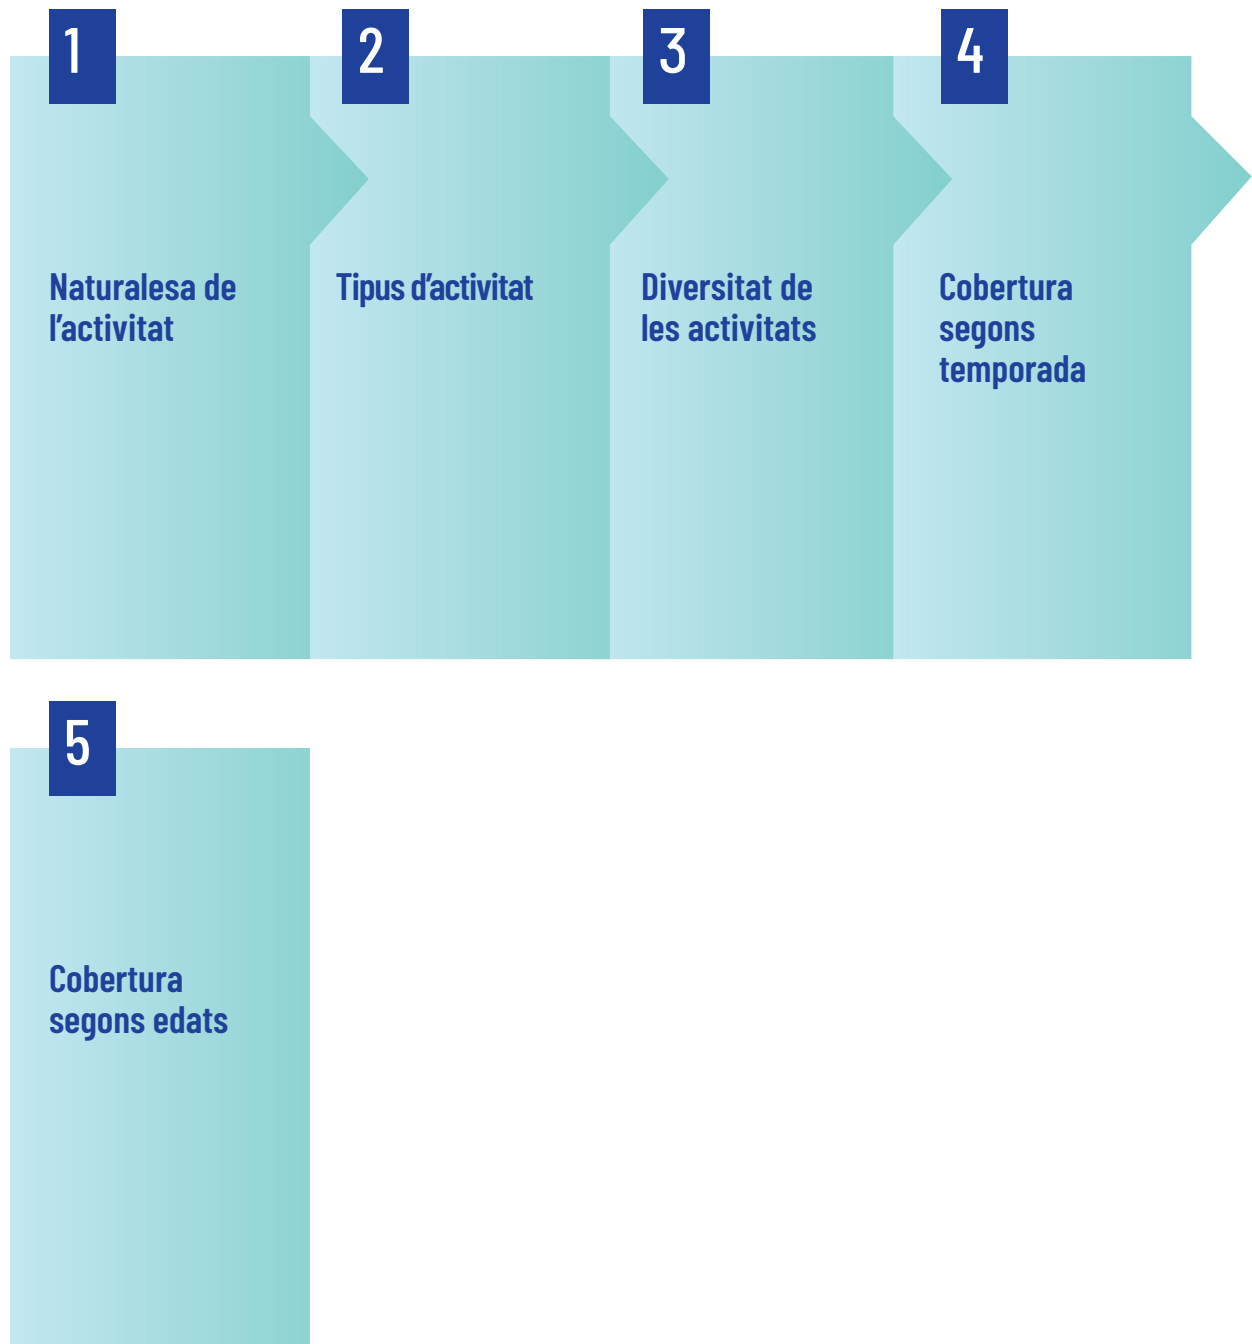 1
Naturalesa de
l’activitat
2
Tipus d’activitat
3
Diversitat de
les activitats
4
Cobertura
segons
temporada
5
Cobertura
segons edats